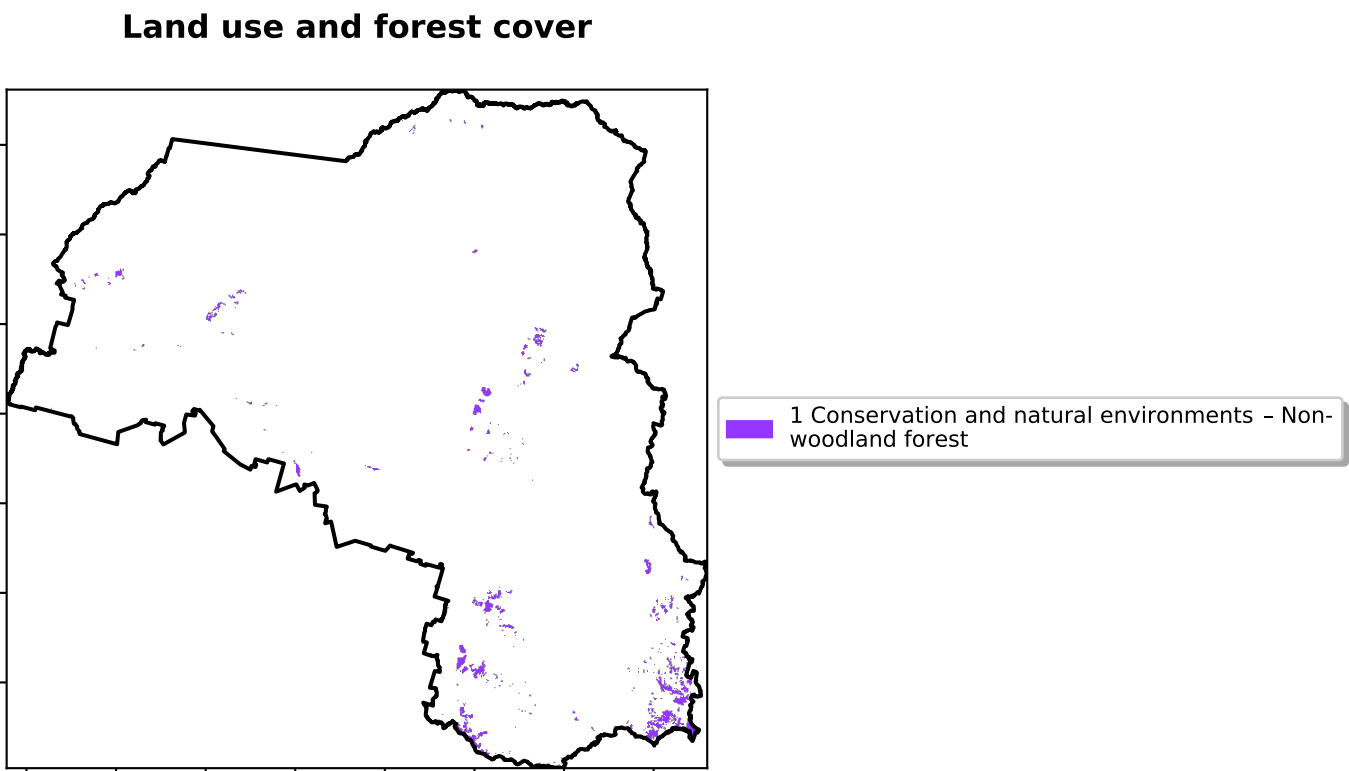 Land use and forest cover
1 Conservation and natural environments – Non-
woodland forest